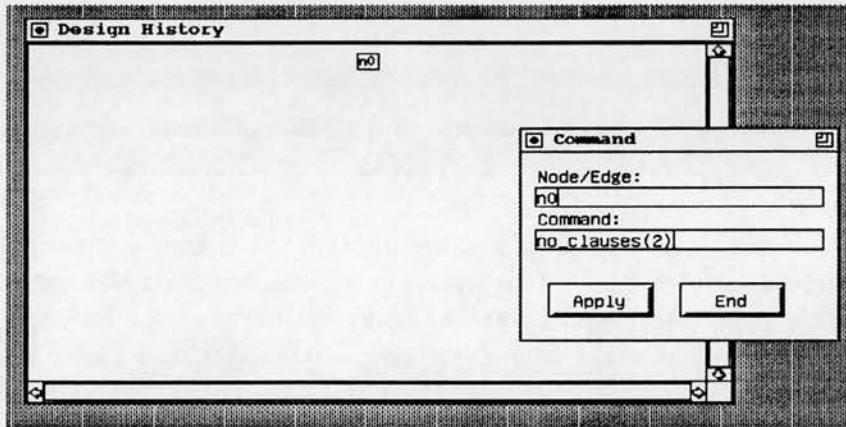 Design History
n0
Command
Node/Edge:
n0
Command:
no_clauses(2)
Apply
End